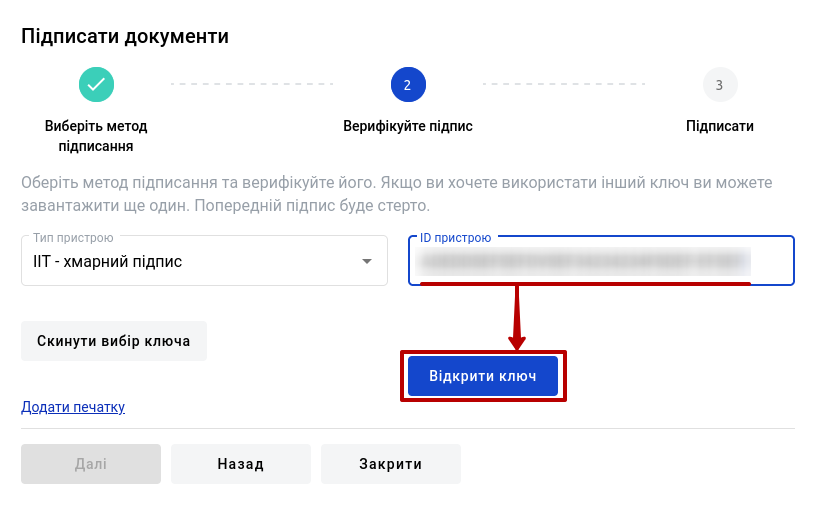 Підписати документи
2
3
Виберіть метод
підписання
Верифікуйте підпис
Підписати
Оберіть метод підписання та верифікуйте його. Якщо ви хочете використати інший ключ ви можете
завантажити ще один. Попередній підпис буде стерто.
Тип пристрою
ІІТ - хмарний підпис
ID пристрою
Скинути вибір ключа
Відкрити ключ
Додати печатку
Далі
Назад
Закрити